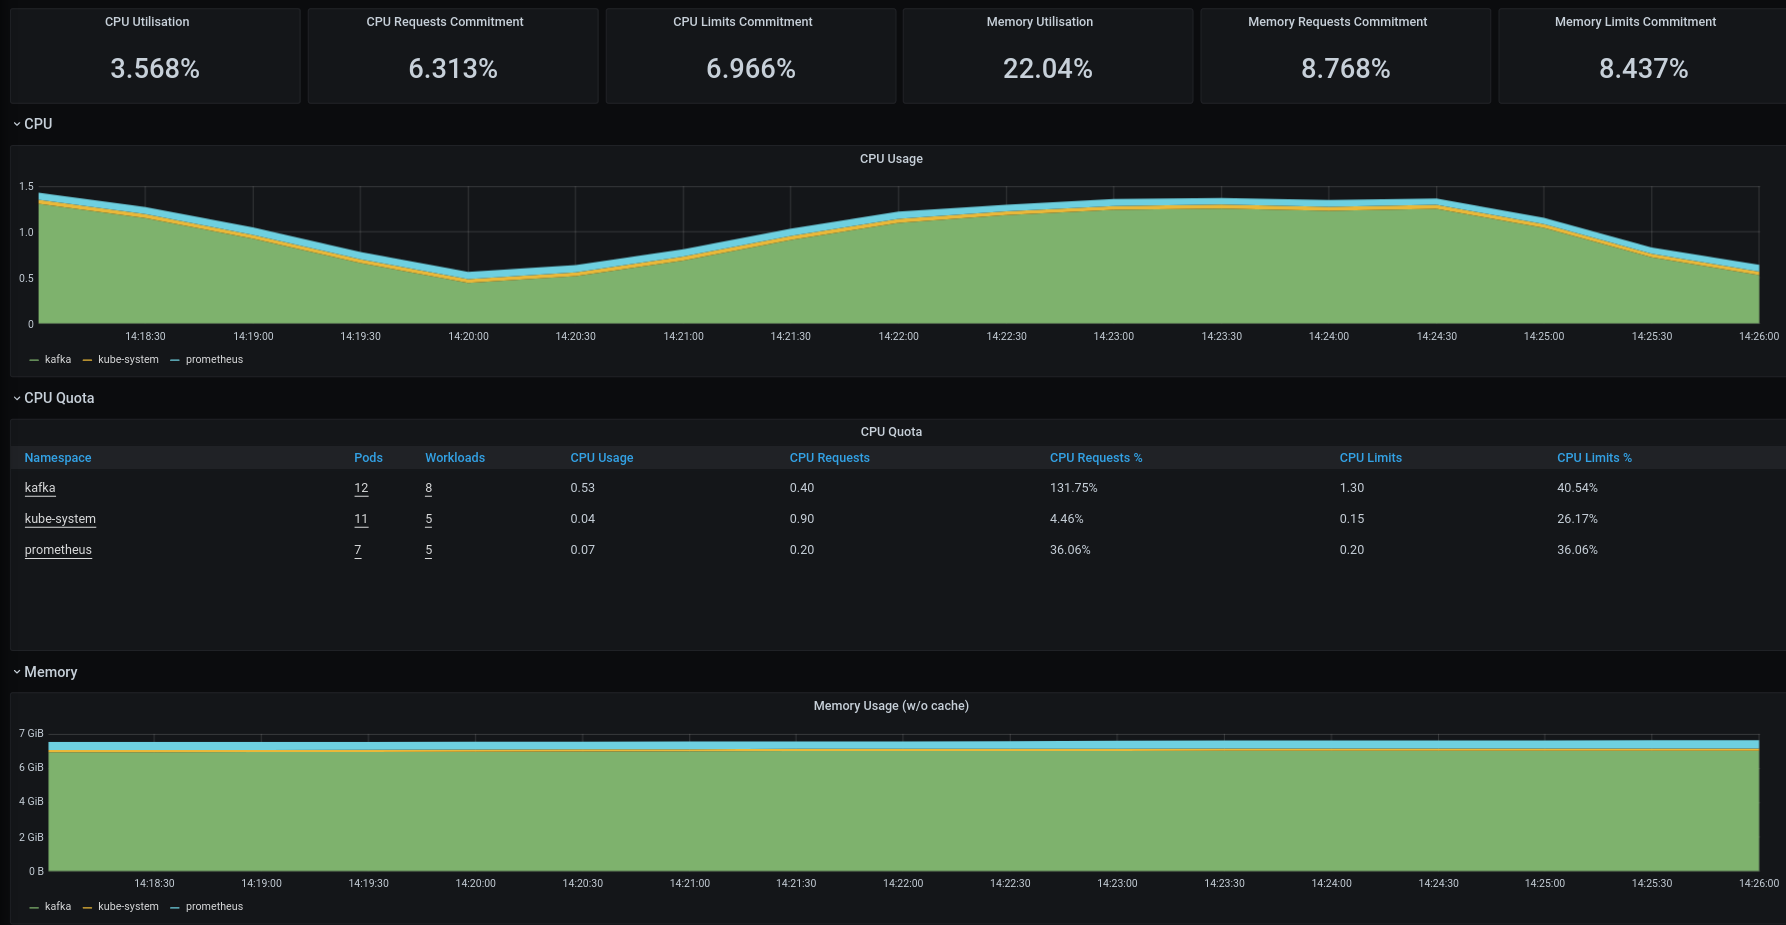 CPU Utilisation CPU Requests Commitment CPU Limits Commitment Memory Utilisation Memory Requests Commitment Memory Limits Commitment
3.568% 6.313% 6.966% 22.04% 8.768% 8.437%
CPU
CPU Usage
1.5
1.0
0.5
0
14:18:30 14:19:00 14:19:30 14:20:00 14:20:30 14:21:00 14:21:30 14:22:00 14:22:30 14:23:00 14:23:30 14:24:00 14:24:30 14:25:00 14:25:30 14:26:00
kafka kube-system prometheus
CPU Quota
CPU Quota
Namespace Pods Workloads CPU Usage CPU Requests CPU Requests % CPU Limits CPU Limits %
kafka 12 8 0.53 0.40 131.75% 1.30 40.54%
kube-system 11 5 0.04 0.90 4.46% 0.15 26.17%
prometheus 7 5 0.07 0.20 36.06% 0.20 36.06%
Memory
Memory Usage (w/o cache)
7 GiB
6 GiB
4 GiB
2 GiB
0 B
14:18:30 14:19:00 14:19:30 14:20:00 14:20:30 14:21:00 14:21:30 14:22:00 14:22:30 14:23:00 14:23:30 14:24:00 14:24:30 14:25:00 14:25:30 14:26:00
kafka kube-system prometheus